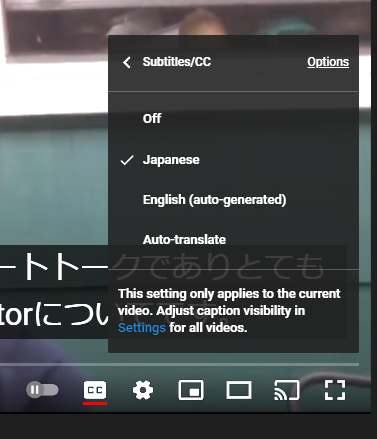 Subtitles/CC
Options
Off
Japanese
English (auto-generated)
Auto-translate
ートトークでありとても
This setting only applies to the current
video. Adjust caption visibility in
Settings for all videos.
torについ
です。
CC